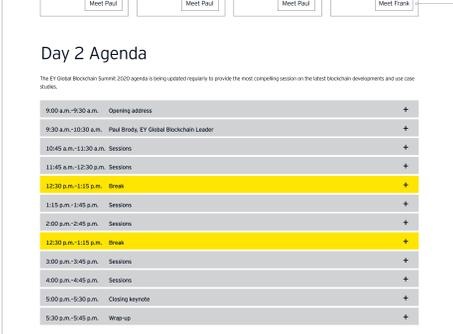 Meet Paul Meet Paul Meet Paul Meet Frank
Day 2 Agenda
The EY Global Blockchain Summit 2020 agenda is being updated regularly to provide the most compelling session on the latest blockchain developments and use case
studies.
9:00 a.m.–9:30 a.m. Opening address +
9:30 a.m.–10:30 a.m. Paul Brody, EY Global Blockchain Leader +
10:45 a.m.–11:30 a.m. Sessions +
11:45 a.m.–12:30 p.m. Sessions +
12:30 p.m.–1:15 p.m. Break +
1:15 p.m.–1:45 p.m. Sessions +
2:00 p.m.–2:45 p.m. Sessions +
12:30 p.m.–1:15 p.m. Break +
3:00 p.m.–3:45 p.m. Sessions +
4:00 p.m.–4:45 p.m. Sessions +
5:00 p.m.–5:30 p.m. Closing keynote +
5:30 p.m.–5:45 p.m. Wrap-up +